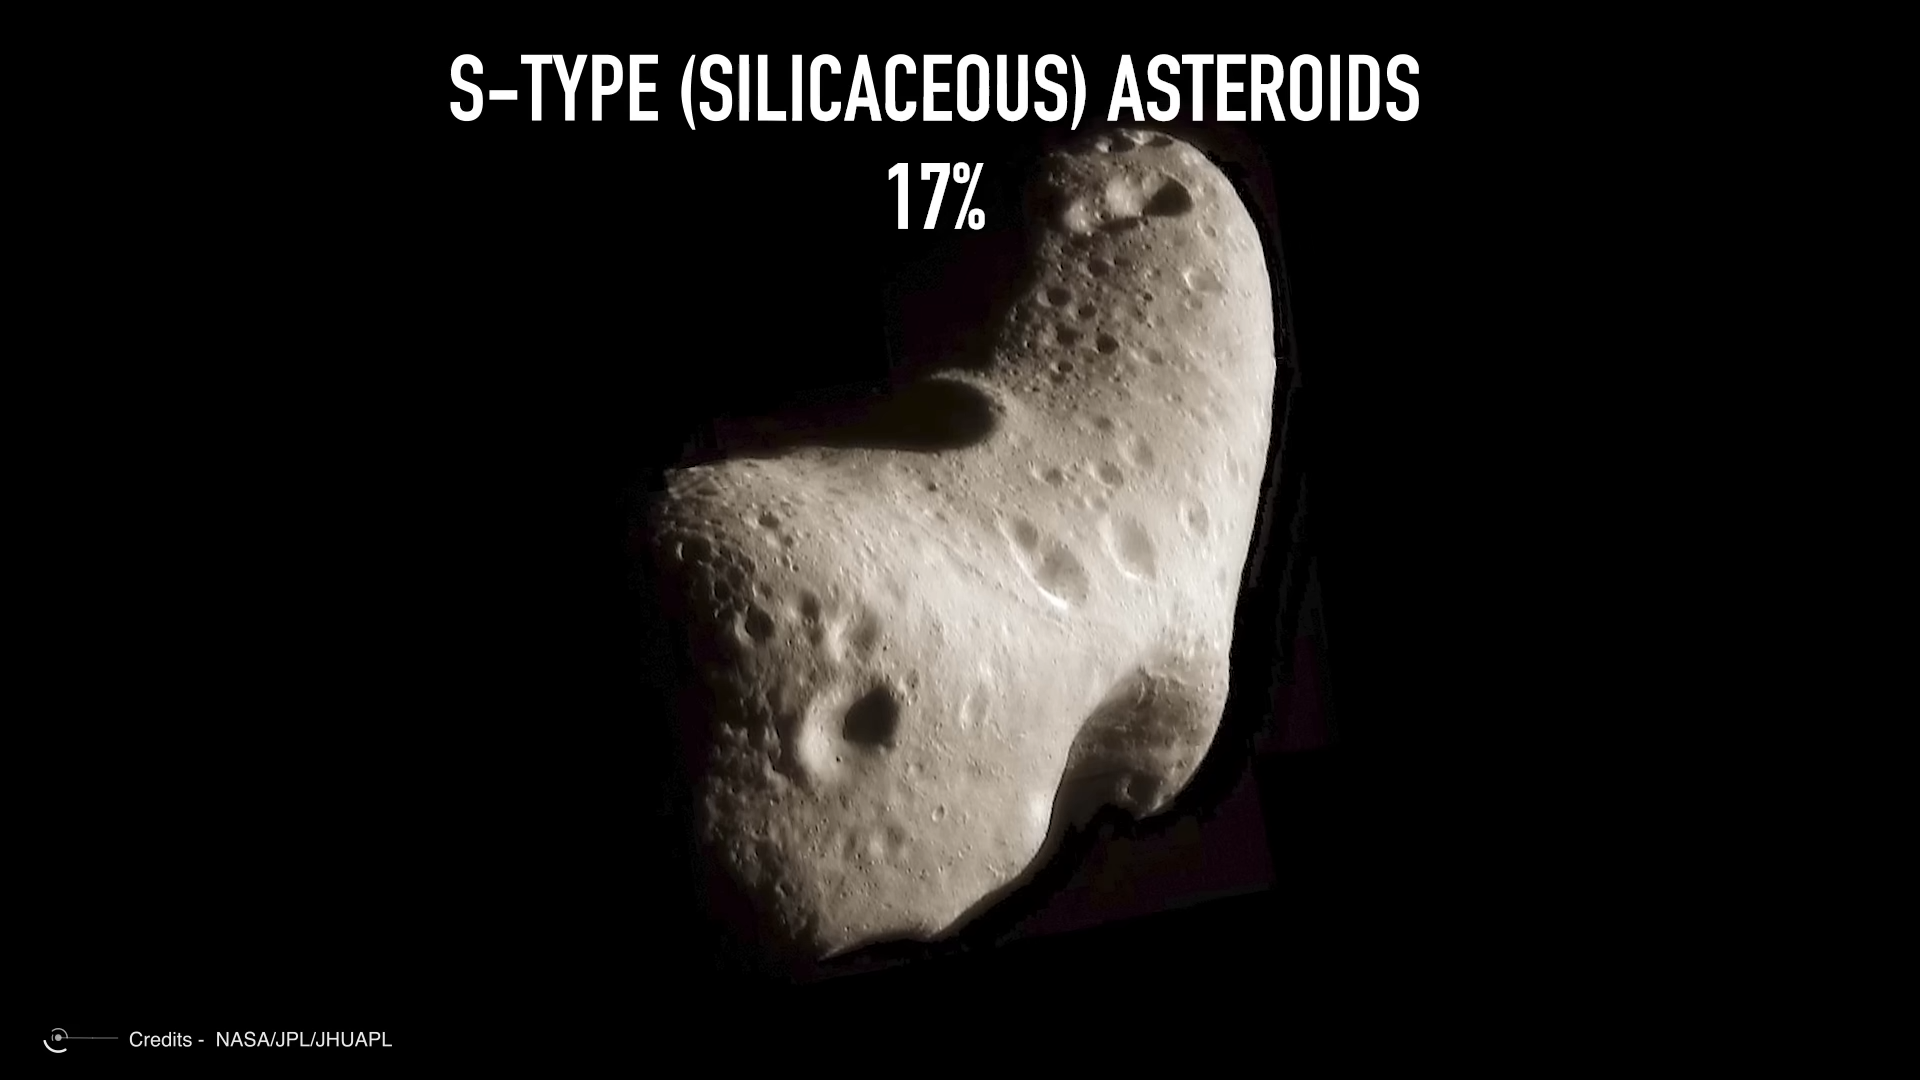 S-TYPE (SILICACEOUS) ASTEROIDS
17%
Credits - NASA/JPL/JHUAPL